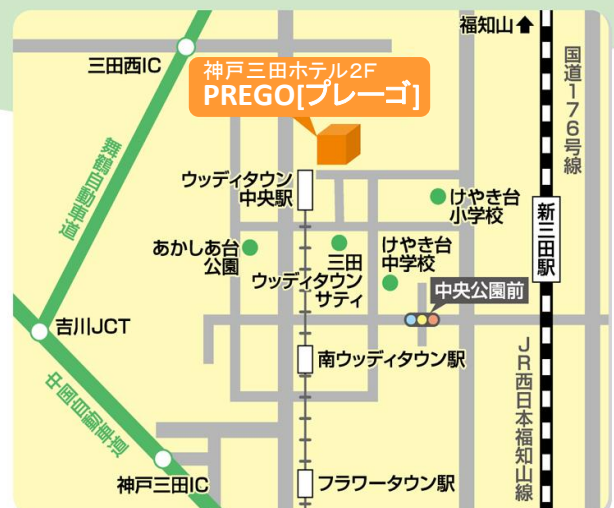 福知山
三田西IC
神戸三田ホテル2F
PREGO[プレーゴ]
国道176号線
舞鶴自動車道
ウッディタウン
中央駅
けやき台
小学校
新三田駅
あかしあ台
公園
三田
ウッディタウン
サティ
けやき台
中学校
中央公園前
吉川JCT
南ウッディタウン駅
JR西日本福知山線
中国自動車道
神戸三田IC
フラワータウン駅